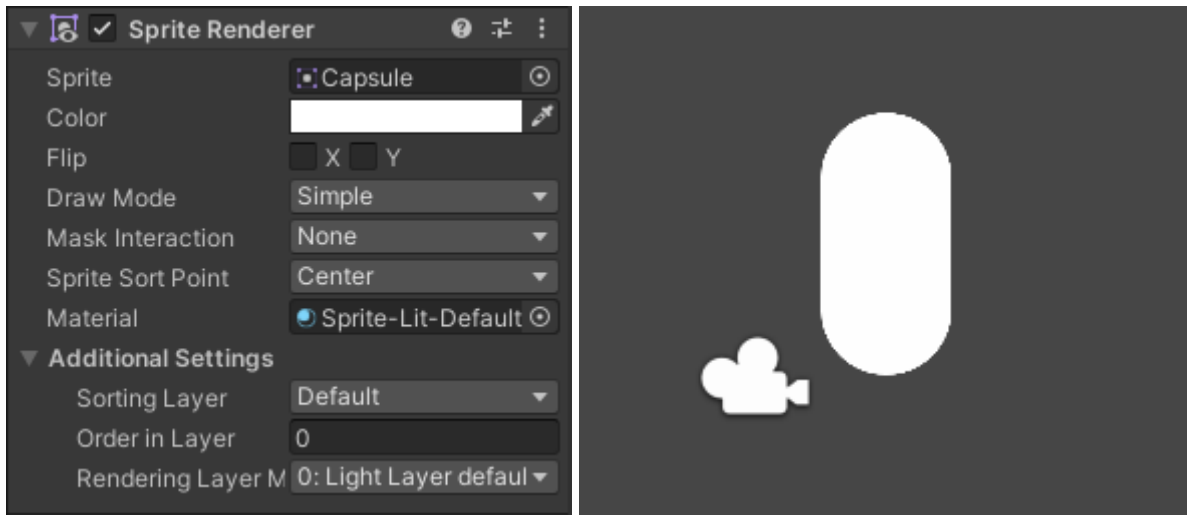 Sprite Renderer
Sprite Capsule
Color
Flip X Y
Draw Mode Simple
Mask Interaction None
Sprite Sort Point Center
Material Sprite-Lit-Default
Additional Settings
Sorting Layer Default
Order in Layer 0
Rendering Layer M 0: Light Layer defaul